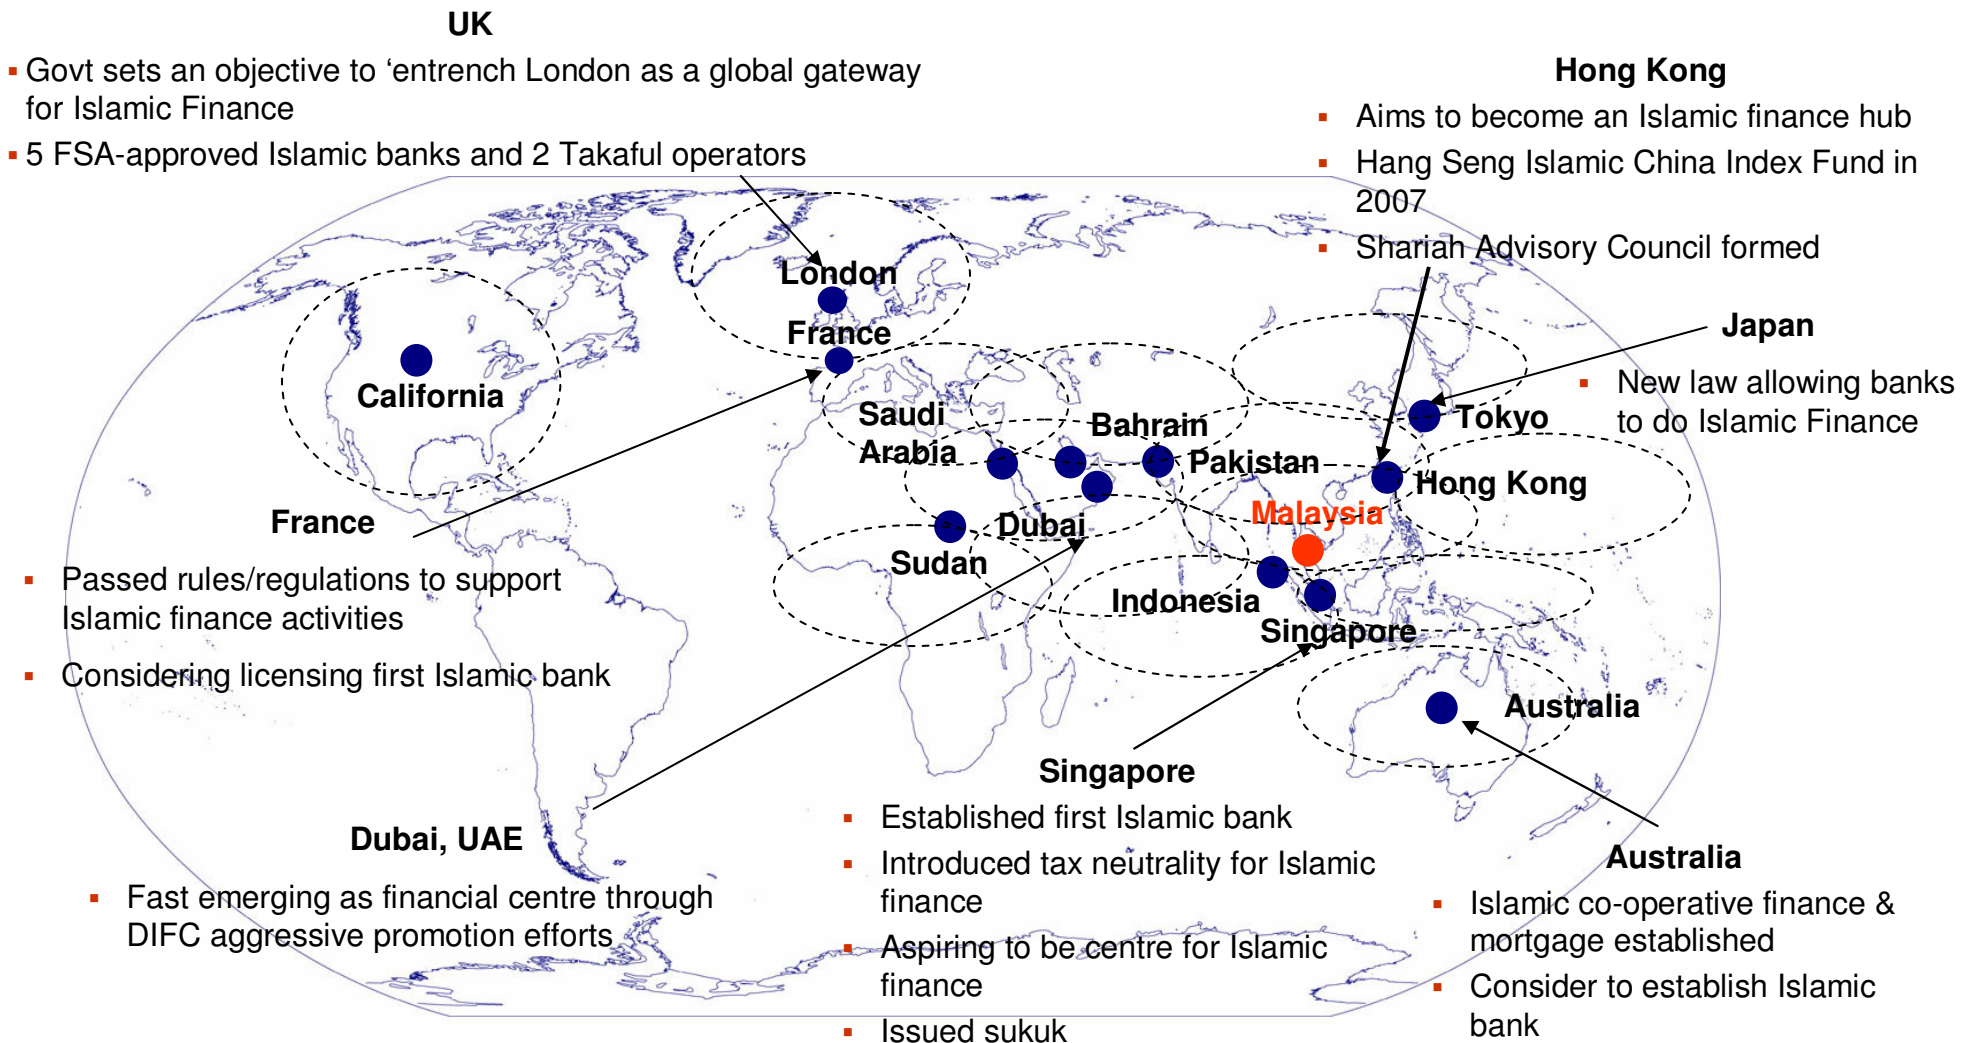 UK
▪ Govt sets an objective to ‘entrench London as a global gateway
for Islamic Finance
▪ 5 FSA-approved Islamic banks and 2 Takaful operators
Hong Kong
▪ Aims to become an Islamic finance hub
▪ Hang Seng Islamic China Index Fund in
2007
▪ Shariah Advisory Council formed
London
France
California
Japan
▪ New law allowing banks
to do Islamic Finance
Saudi
Arabia
Bahrain
Pakistan
Tokyo
Hong Kong
Malaysia
Dubai
Sudan
Indonesia
Singapore
Australia
France
▪ Passed rules/regulations to support
Islamic finance activities
▪ Considering licensing first Islamic bank
Dubai, UAE
▪ Fast emerging as financial centre through
DIFC aggressive promotion efforts
Singapore
▪ Established first Islamic bank
▪ Introduced tax neutrality for Islamic
finance
▪ Aspiring to be centre for Islamic
finance
▪ Issued sukuk
Australia
▪ Islamic co-operative finance &
mortgage established
▪ Consider to establish Islamic
bank